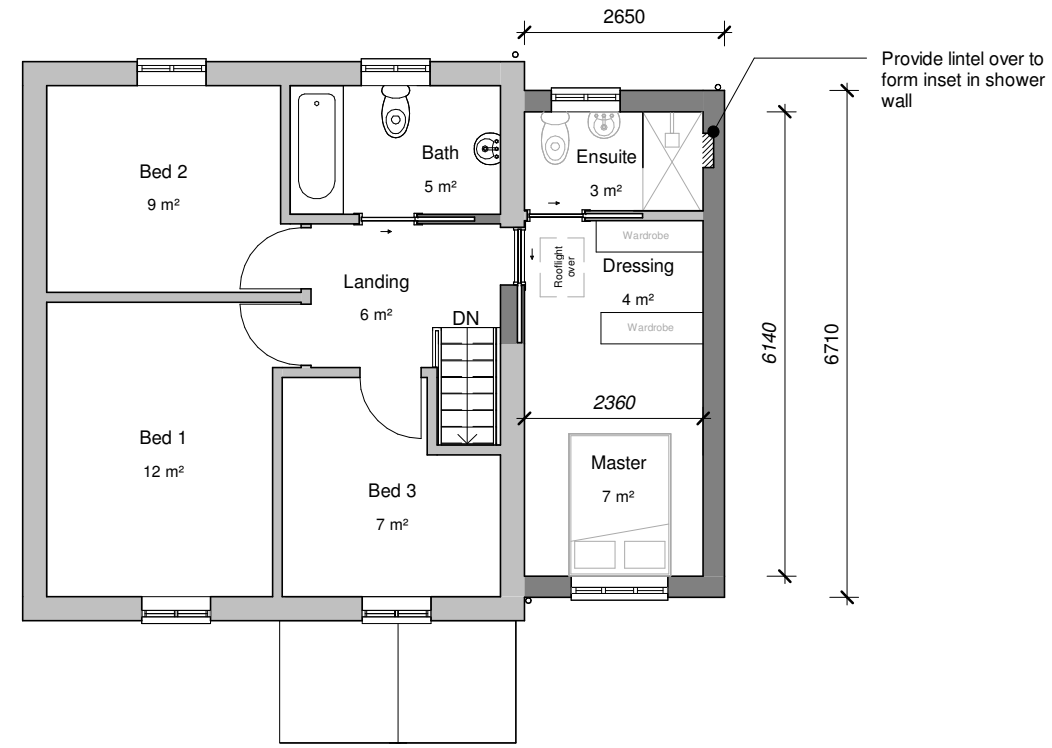 2650
Provide lintel over to
form inset in shower
wall
Bed 2
9 m²
Bath
5 m²
Ensuite
3 m²
Wardrobe
Rooflight
over
Dressing
4 m²
Landing
6 m²
DN
Wardrobe
6140
6710
2360
Bed 1
12 m²
Bed 3
7 m²
Master
7 m²